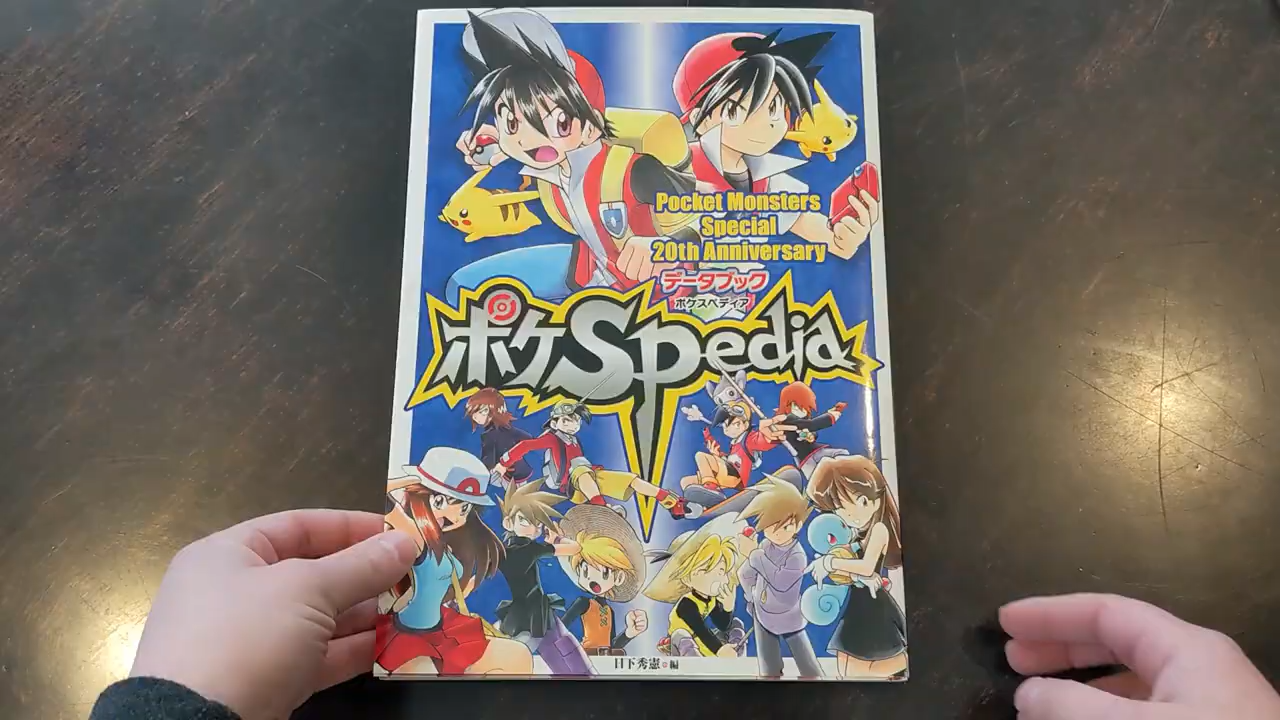 Pocket Monsters
Special
20th Anniversary
データブック
ポケスペディア
ポケSpedia
日下秀憲◎編